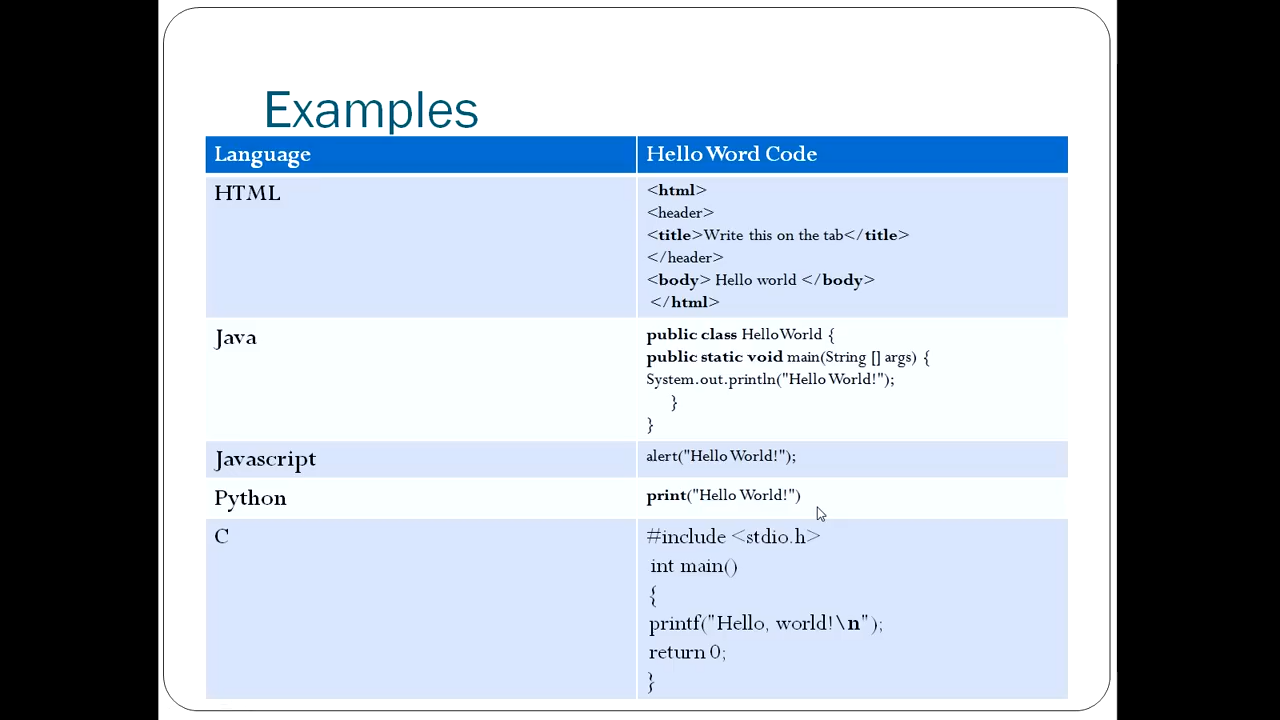 Examples
Language
Hello Word Code
HTML
<html>
<header>
<title>Write this on the tab</title>
</header>
<body> Hello world </body>
</html>
Java
public class HelloWorld {
public static void main(String [] args) {
System.out.println("Hello World!");
}
}
Javascript
alert("Hello World!");
Python
print("Hello World!")
C
#include <stdio.h>
int main()
{
printf("Hello, world!\n");
return 0;
}